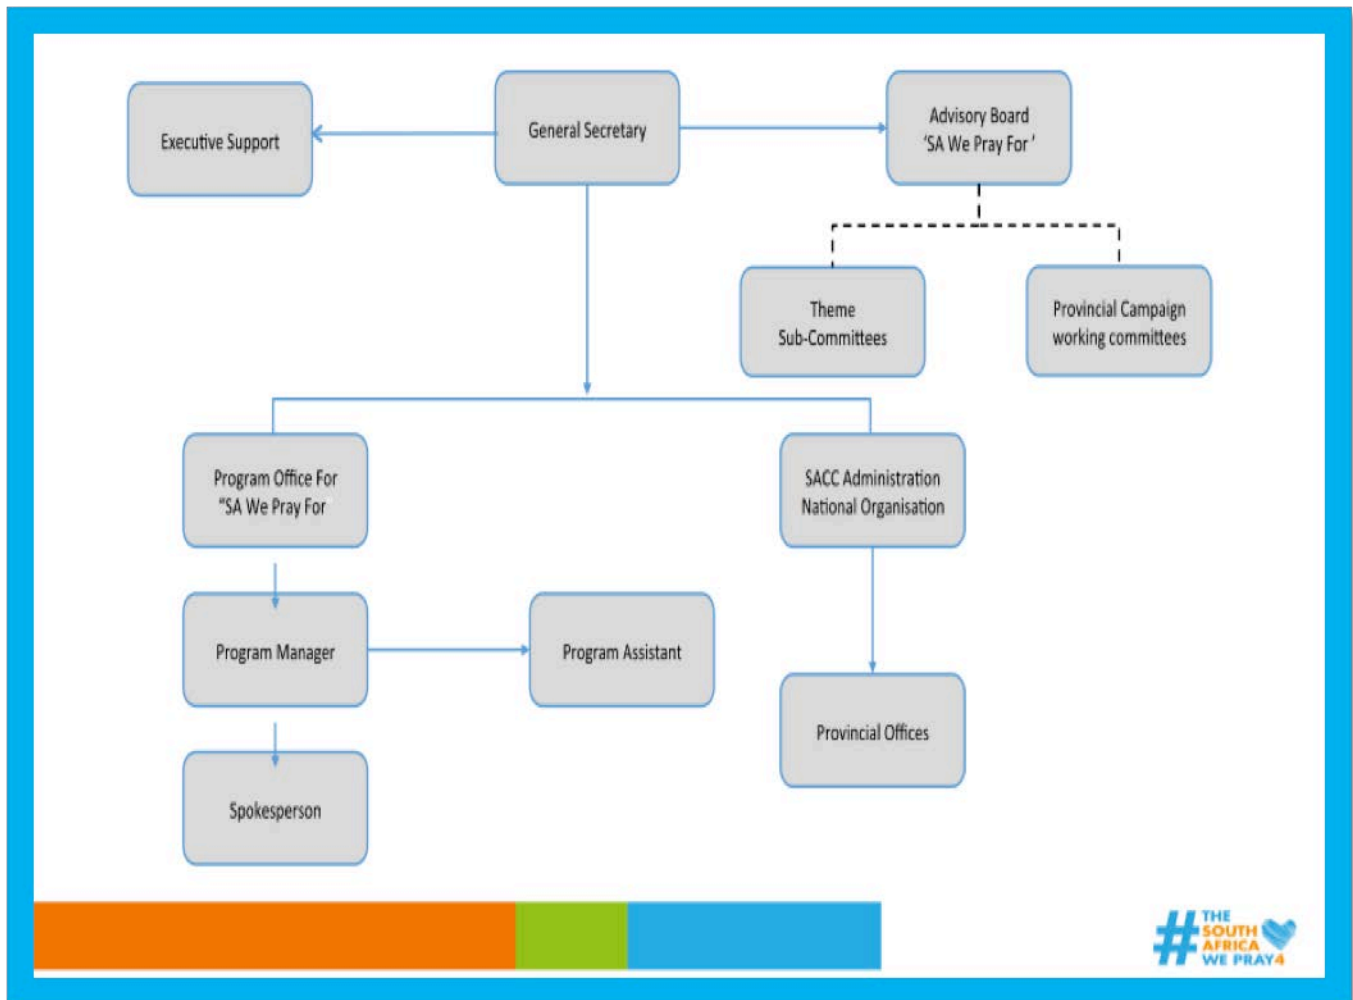 Executive Support
General Secretary
Advisory Board
‘SA We Pray For ’
Theme
Sub-Committees
Provincial Campaign
working committees
Program Office For
“SA We Pray For
SACC Administration
National Organisation
Program Manager
Program Assistant
Provincial Offices
Spokesperson
# THE
SOUTH
AFRICA
WE PRAY4